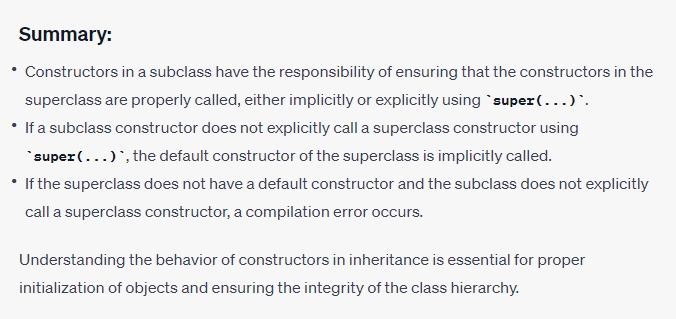 Summary:
• Constructors in a subclass have the responsibility of ensuring that the constructors in the
superclass are properly called, either implicitly or explicitly using `super(...)`.
• If a subclass constructor does not explicitly call a superclass constructor using
`super(...)`, the default constructor of the superclass is implicitly called.
• If the superclass does not have a default constructor and the subclass does not explicitly
call a superclass constructor, a compilation error occurs.
Understanding the behavior of constructors in inheritance is essential for proper
initialization of objects and ensuring the integrity of the class hierarchy.